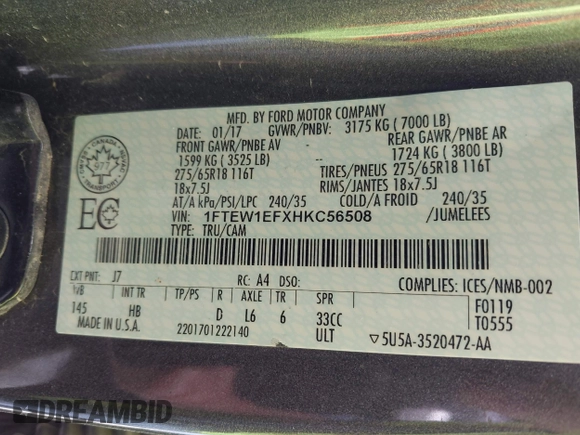 MFD. BY FORD MOTOR COMPANY
DATE: 01/17 GVWR/PNBV: 3175 KG ( 7000 LB)
FRONT GAWR/PNBE AV REAR GAWR/PNBE AR
1599 KG ( 3525 LB) 1724 KG ( 3800 LB)
275/65R18 116T TIRES/PNEUS 275/65R18 116T
18x7.5J RIMS/JANTES 18x7.5J
AT/A kPa/PSI/LPC 240/35 COLD/A FROID 240/35
VIN: 1FTEW1EFXHKC56508 /JUMELEES
TYPE: TRU/CAM
CANADA
977
TRANSPORT
EC
EXT PNT: J7 RC: A4 DSO: COMPLIES: ICES/NMB-002
WB INT TR TP/PS R AXLE TR SPR F0119
145 HB D L6 6 33CC T0555
MADE IN U.S.A. 2201701222140 ULT ▽5U5A-3520472-AA
DREAMBID